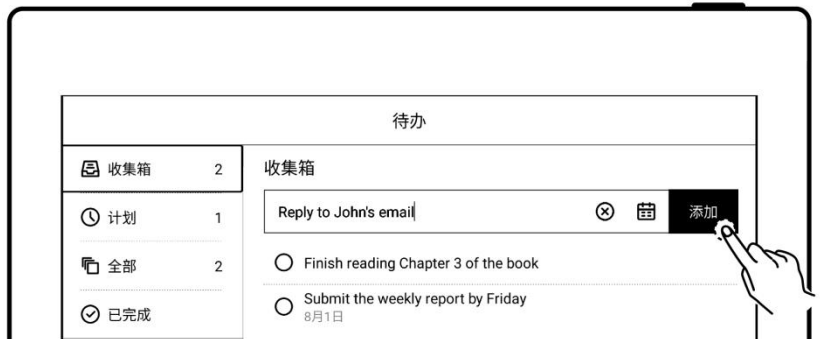 待办
收集箱 2
计划 1
全部 2
已完成
收集箱
Reply to John's email
添加
Finish reading Chapter 3 of the book
Submit the weekly report by Friday
8月1日